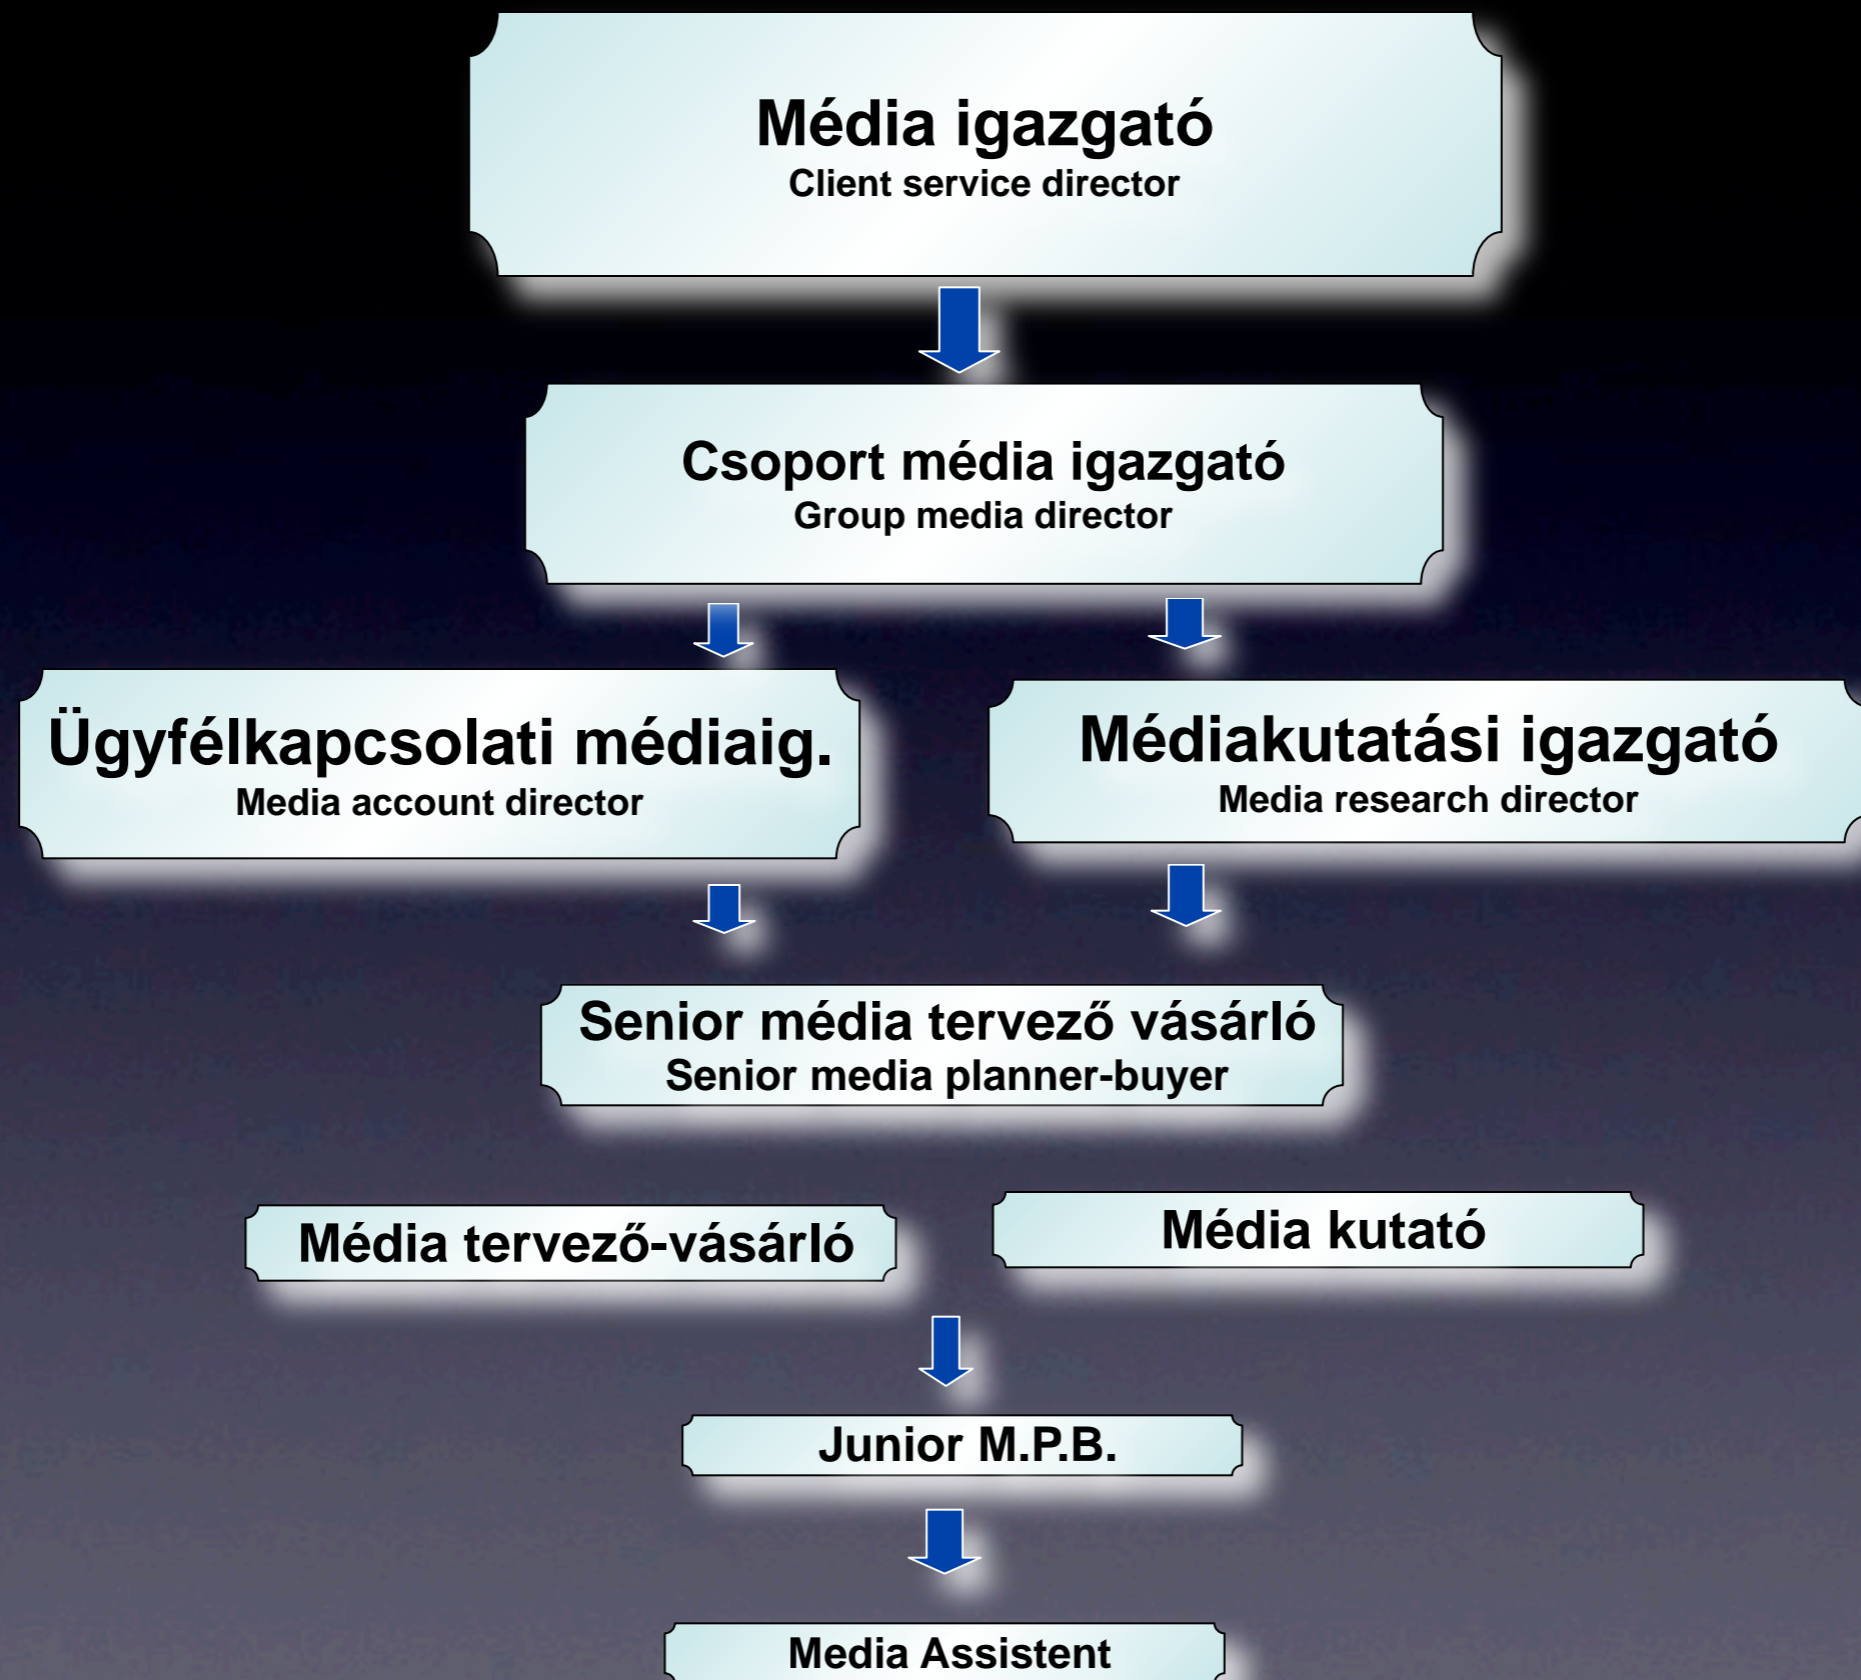 Média igazgató
Client service director
Csoport média igazgató
Group media director
Ügyfélkapcsolati médiaig.
Media account director
Médiakutatási igazgató
Media research director
Senior média tervező vásárló
Senior media planner-buyer
Média tervező-vásárló
Média kutató
Junior M.P.B.
Media Assistent